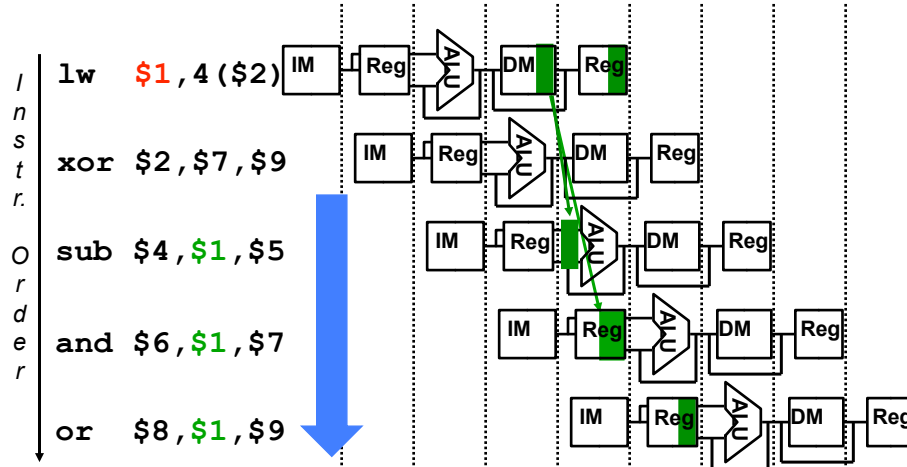 Instr. Order
lw $1,4($2) IM Reg ALU DM Reg
xor $2,$7,$9 IM Reg ALU DM Reg
sub $4,$1,$5 IM Reg ALU DM Reg
and $6,$1,$7 IM Reg ALU DM Reg
or $8,$1,$9 IM Reg ALU DM Reg